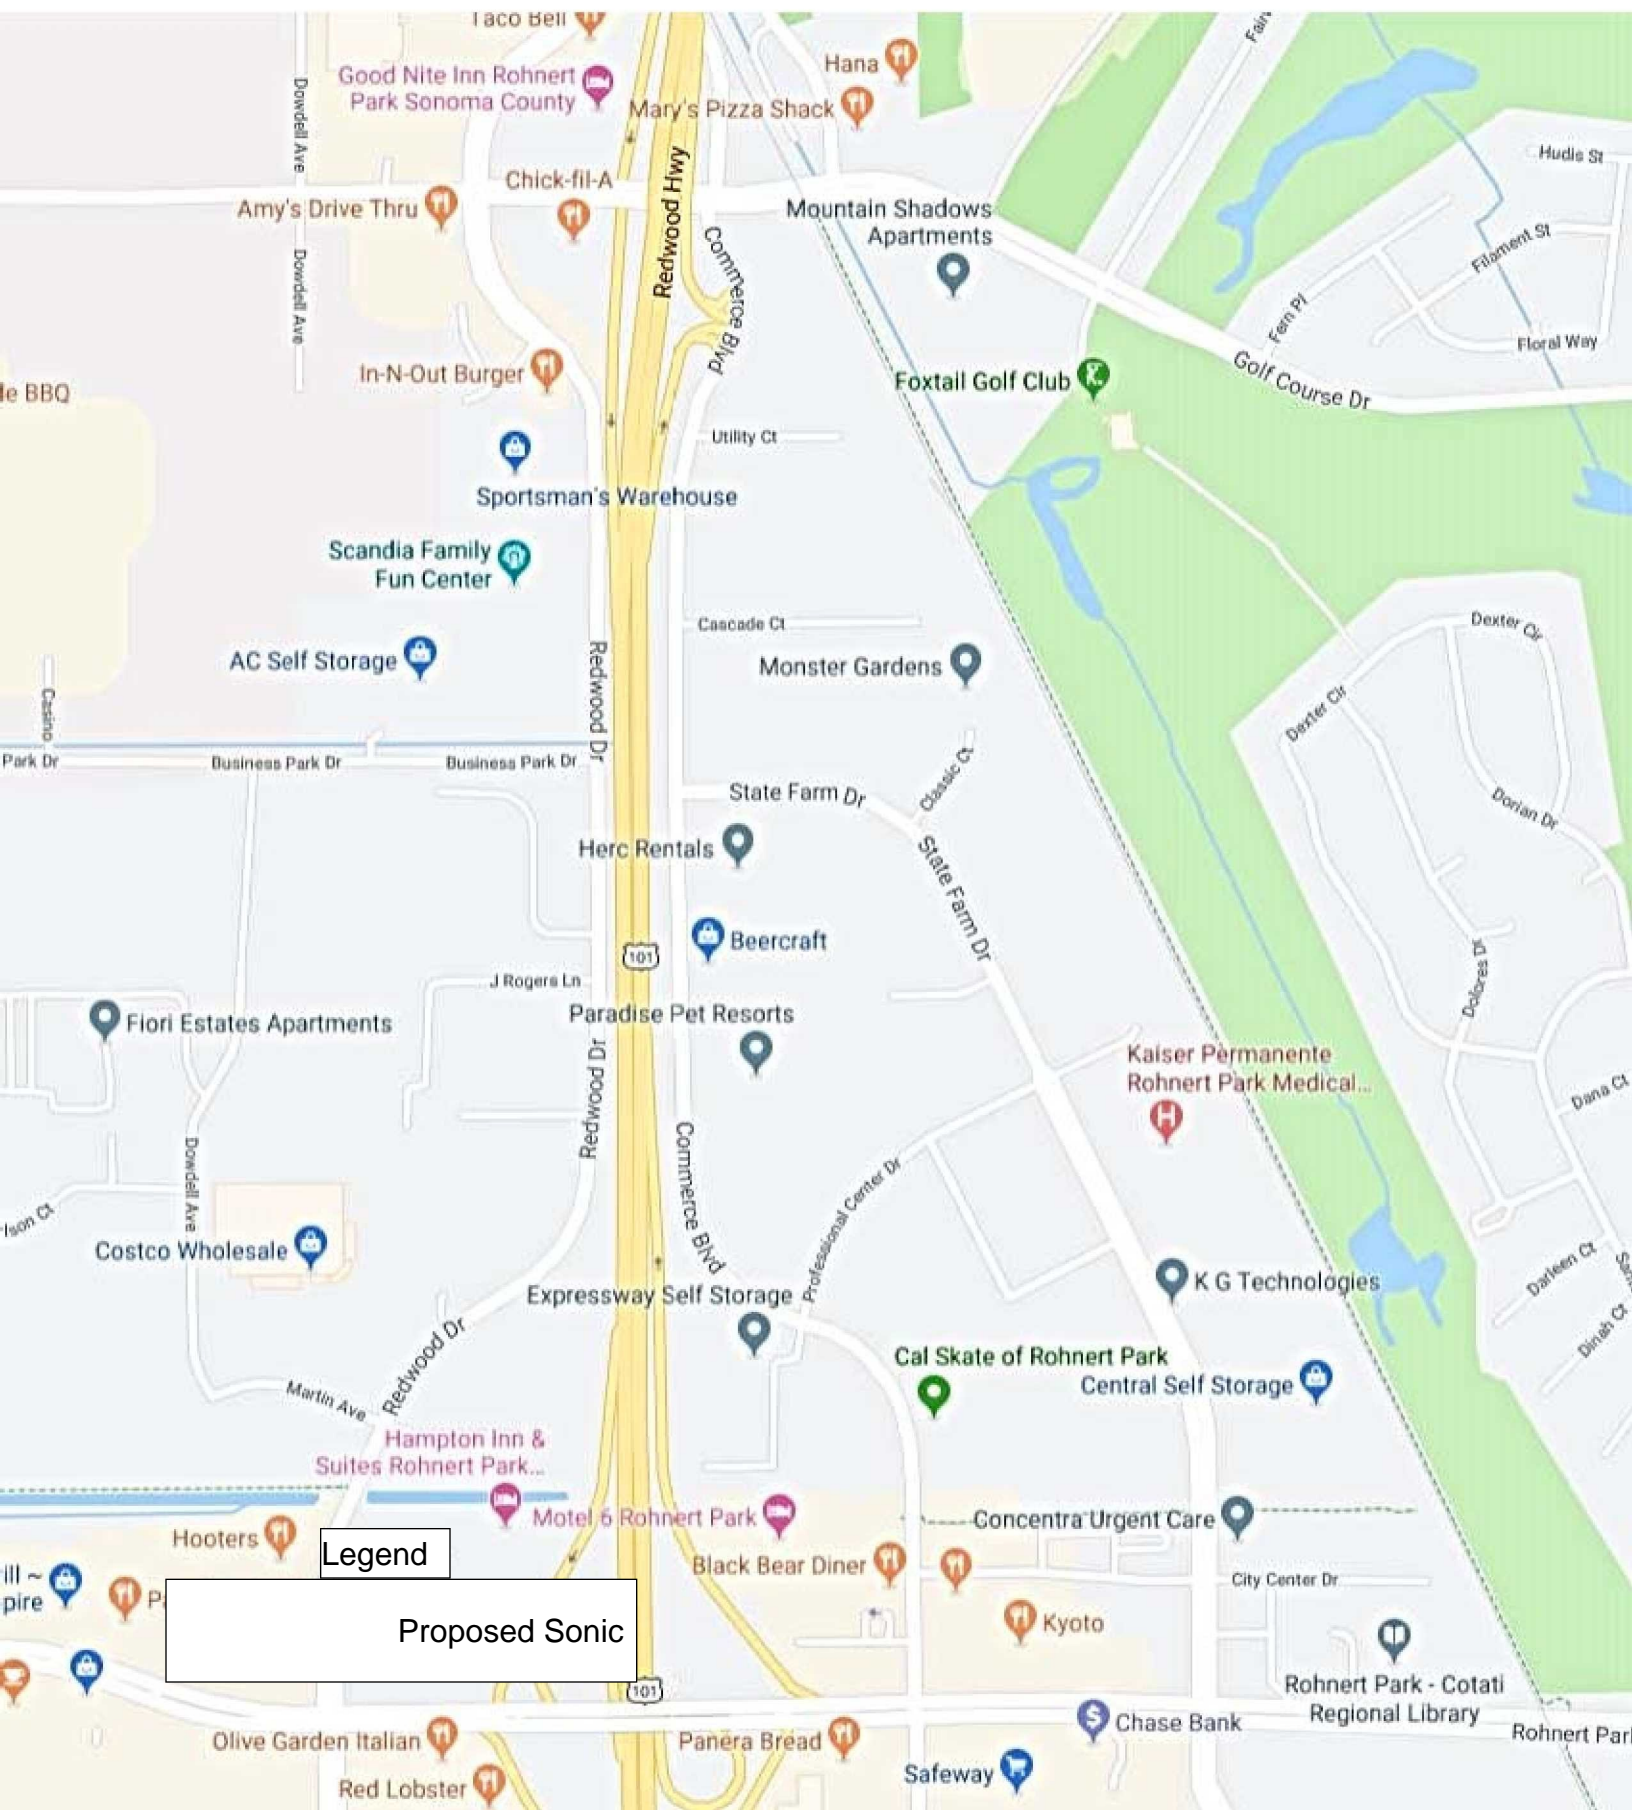 Taco Bell
Good Nite Inn Rohnert
Park Sonoma County
Hana
Mary's Pizza Shack
Dowdell Ave
Redwood Hwy
Hudis St
Chick-fil-A
Amy's Drive Thru
Mountain Shadows
Apartments
Commerce Blvd
Filament St
Dowdell Ave
Fern Pl
Floral Way
In-N-Out Burger
Foxtail Golf Club
Golf Course Dr
le BBQ
Utility Ct
Sportsman's Warehouse
Scandia Family
Fun Center
Cascade Ct
Dexter Cir
AC Self Storage
Redwood Dr
Monster Gardens
Dexter Cir
Casino
Park Dr
Business Park Dr
Business Park Dr
State Farm Dr
Classic Ct
Dorian Dr
Herc Rentals
State Farm Dr
Beercraft
101
Dolores Dr
J Rogers Ln
Paradise Pet Resorts
Fiori Estates Apartments
Redwood Dr
Kaiser Permanente
Rohnert Park Medical...
Dana Ct
Dowdell Ave
Commerce Blvd
Professional Center Dr
lson Ct
Costco Wholesale
Darleen Ct
Expressway Self Storage
K G Technologies
Dinah Ct
Redwood Dr
Martin Ave
Cal Skate of Rohnert Park
Central Self Storage
Hampton Inn &
Suites Rohnert Park...
Motel 6 Rohnert Park
Concentra Urgent Care
Hooters
Legend
Black Bear Diner
City Center Dr
ill ~
pire
Proposed Sonic
Kyoto
101
Rohnert Park - Cotati
Regional Library
Olive Garden Italian
Panera Bread
Chase Bank
Rohnert Par
Red Lobster
Safeway